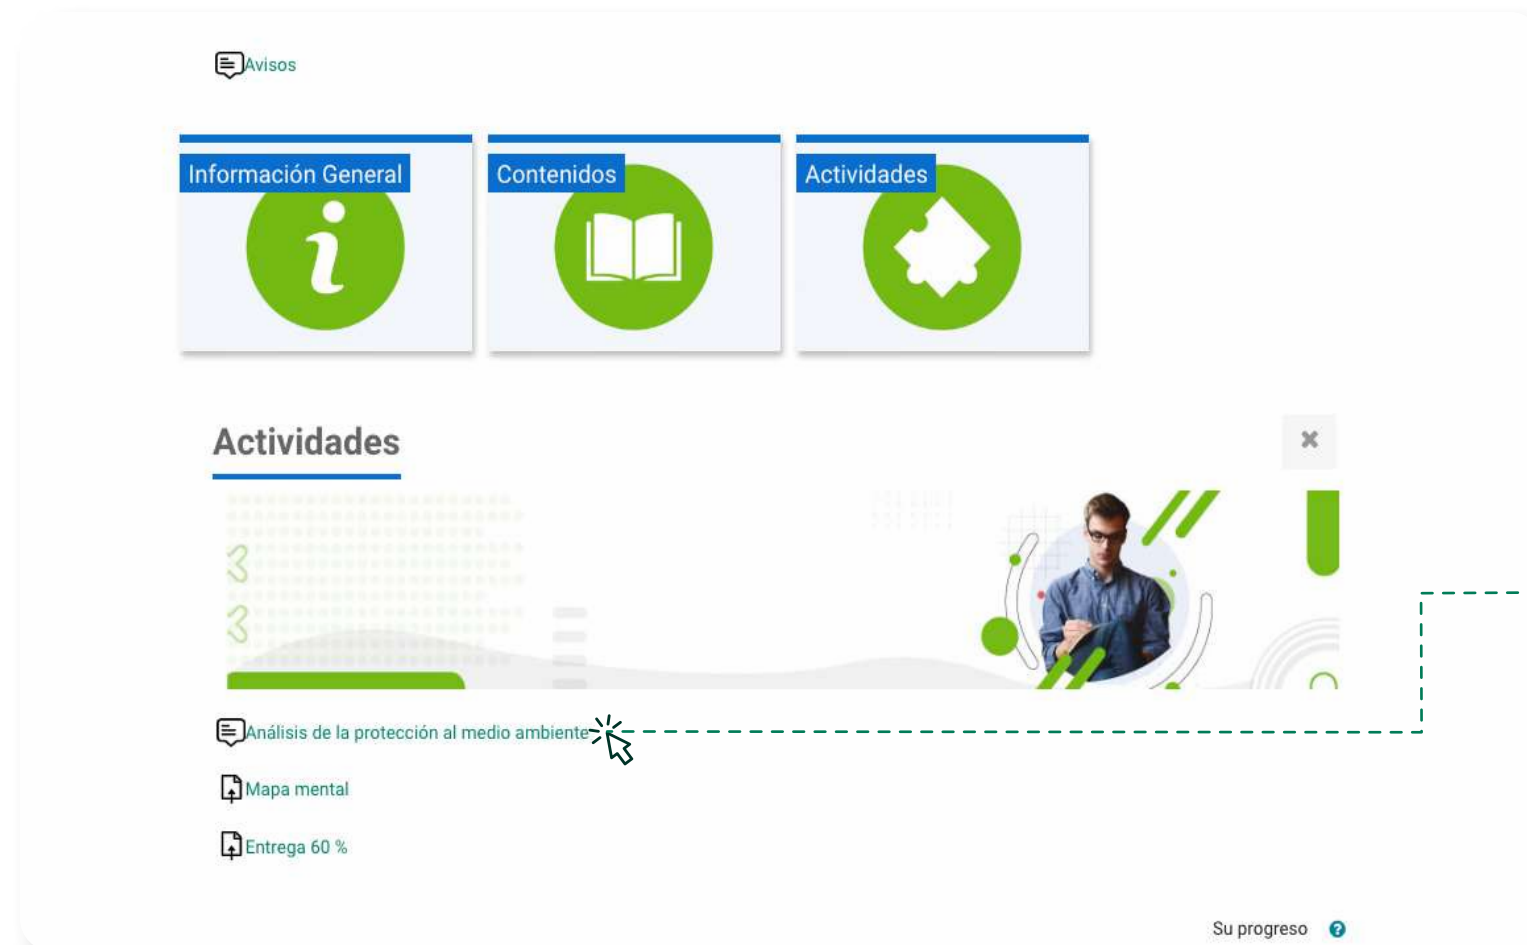 Avisos
Información General
Contenidos
Actividades
Actividades
Análisis de la protección al medio ambiente
Mapa mental
Entrega 60 %
Su progreso